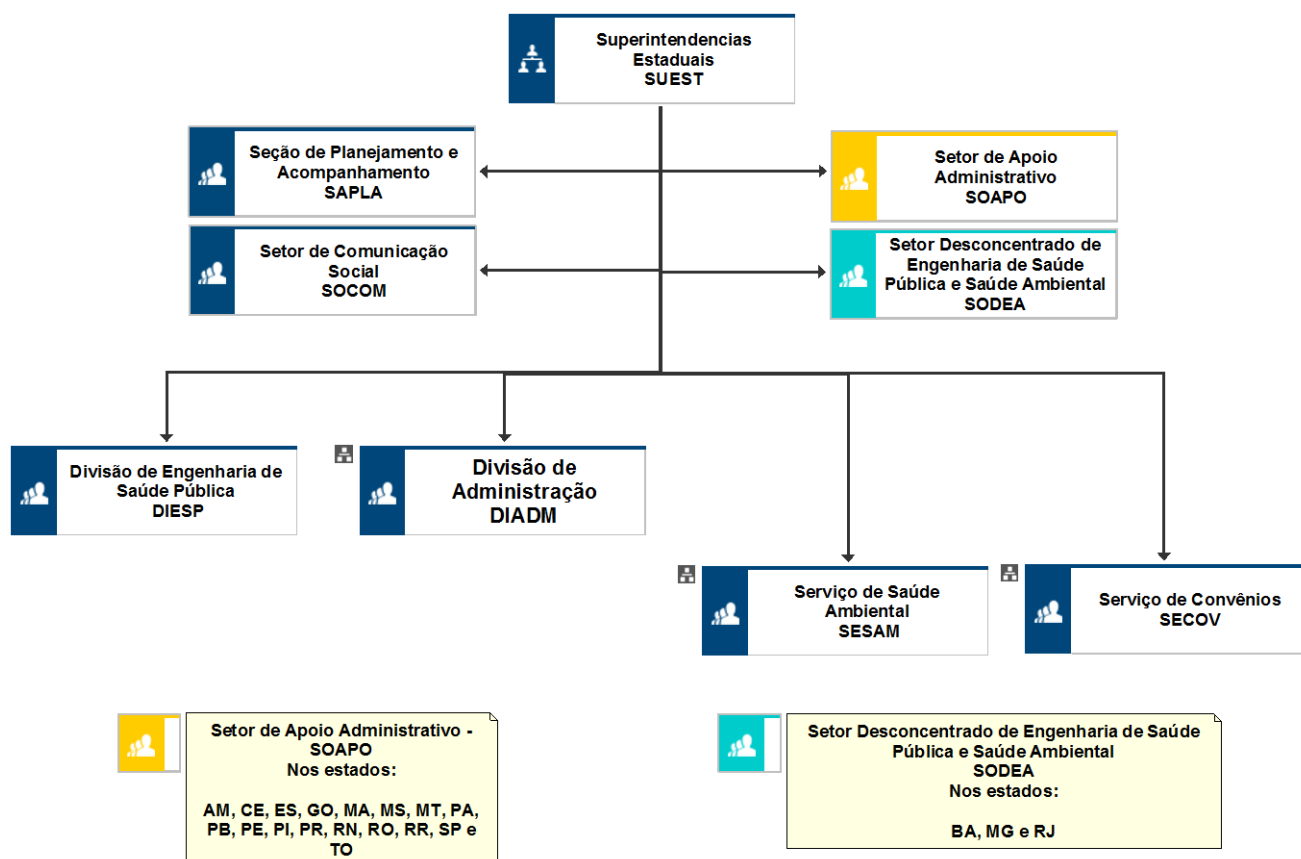 Superintendencias
Estaduais
SUEST
Seção de Planejamento e
Acompanhamento
SAPLA
Setor de Apoio
Administrativo
SOAPO
Setor de Comunicação
Social
SOCOM
Setor Desconcentrado de
Engenharia de Saúde
Pública e Saúde Ambiental
SODEA
Divisão de Engenharia de
Saúde Pública
DIESP
Divisão de
Administração
DIADM
Serviço de Saúde
Ambiental
SESAM
Serviço de Convênios
SECOV
Setor de Apoio Administrativo -
SOAPO
Nos estados:
AM, CE, ES, GO, MA, MS, MT, PA,
PB, PE, PI, PR, RN, RO, RR, SP e
TO
Setor Desconcentrado de Engenharia de Saúde
Pública e Saúde Ambiental
SODEA
Nos estados:
BA, MG e RJ